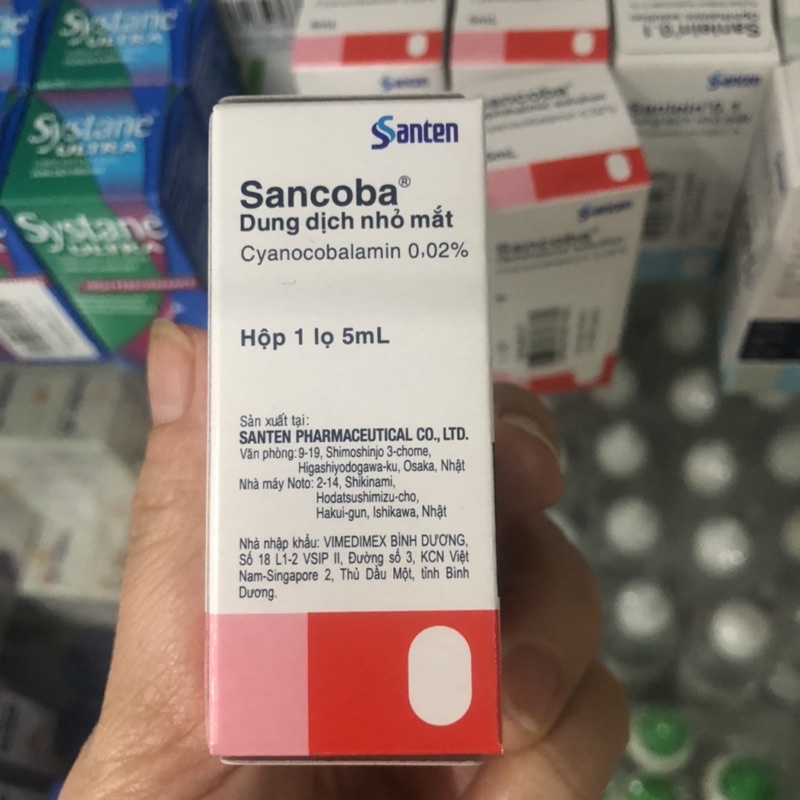 Santen
Sancoba®
Dung dịch nhỏ mắt
Cyanocobalamin 0,02%
Hộp 1 lọ 5mL
Sản xuất tại:
SANTEN PHARMACEUTICAL CO., LTD.
Văn phòng: 9-19, Shimoshinjo 3-chome,
Higashiyodogawa-ku, Osaka, Nhật
Nhà máy Noto: 2-14, Shikinami,
Hodatsushimizu-cho,
Hakui-gun, Ishikawa, Nhật
Nhà nhập khẩu: VIMEDIMEX BÌNH DƯƠNG,
Số 18 L1-2 VSIP II, Đường số 3, KCN Việt
Nam-Singapore 2, Thủ Dầu Một, tỉnh Bình
Dương.
Systane
ULTRA
Systane
ULTRA
Systane
ULTRA
Santen
Santen
Sancoba
Santen